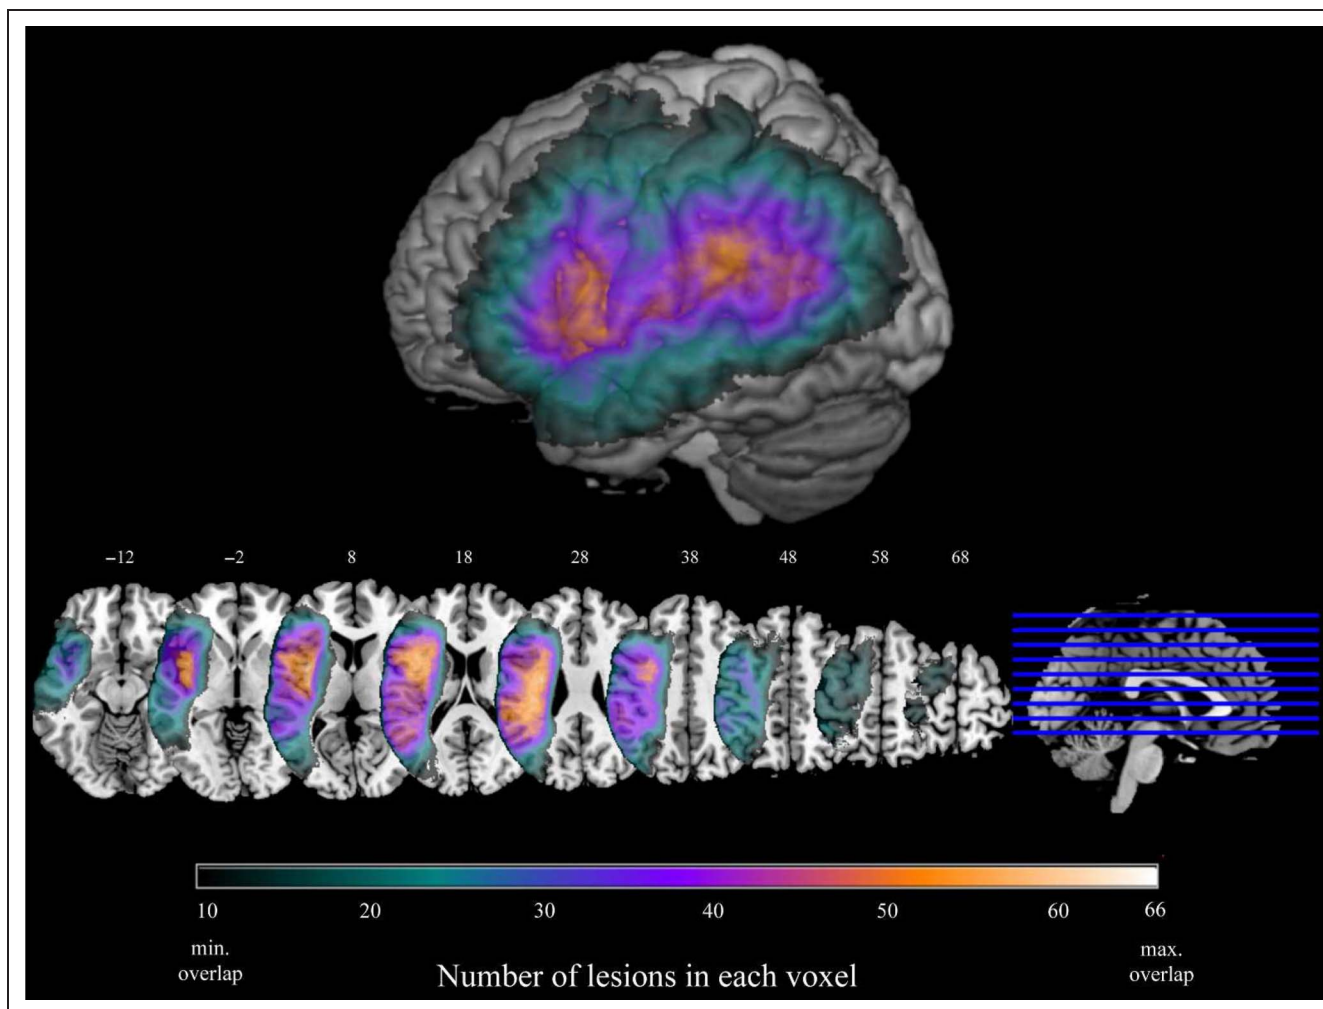 −12 −2 8 18 28 38 48 58 68
10 20 30 40 50 60 66
min. max.
overlap overlap
Number of lesions in each voxel